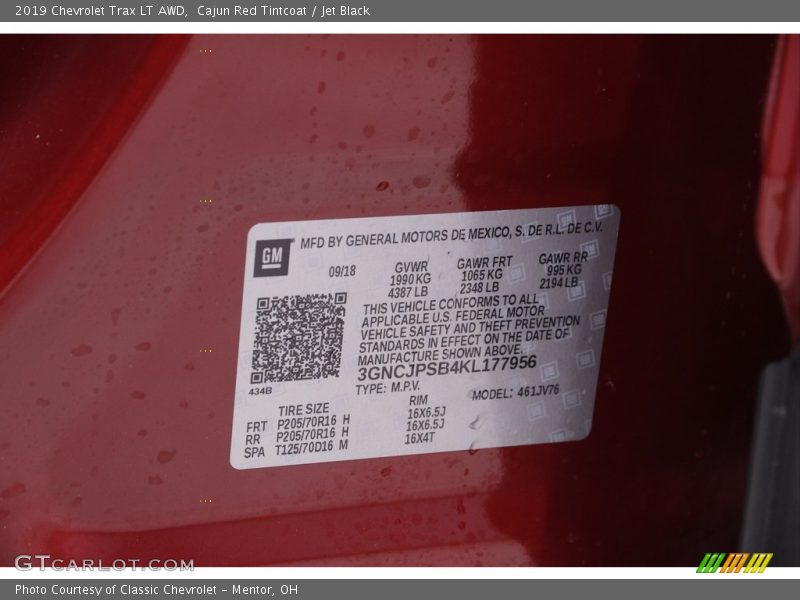 2019 Chevrolet Trax LT AWD,  Cajun Red Tintcoat / Jet Black
GM
MFD BY GENERAL MOTORS DE MEXICO, S. DE R.L. DE C.V.
09/18
GVWR
1990 KG
4387 LB
GAWR FRT
1065 KG
2348 LB
GAWR RR
995 KG
2194 LB
THIS VEHICLE CONFORMS TO ALL
APPLICABLE U.S. FEDERAL MOTOR
VEHICLE SAFETY AND THEFT PREVENTION
STANDARDS IN EFFECT ON THE DATE OF
MANUFACTURE SHOWN ABOVE.
3GNCJPSB4KL177956
434B
TYPE: M.P.V.
MODEL: 461JV76
TIRE SIZE
RIM
FRT P205/70R16 H 16X6.5J
RR P205/70R16 H 16X6.5J
SPA T125/70D16 M 16X4T
GTCARLOT.COM
Photo Courtesy of Classic Chevrolet - Mentor, OH